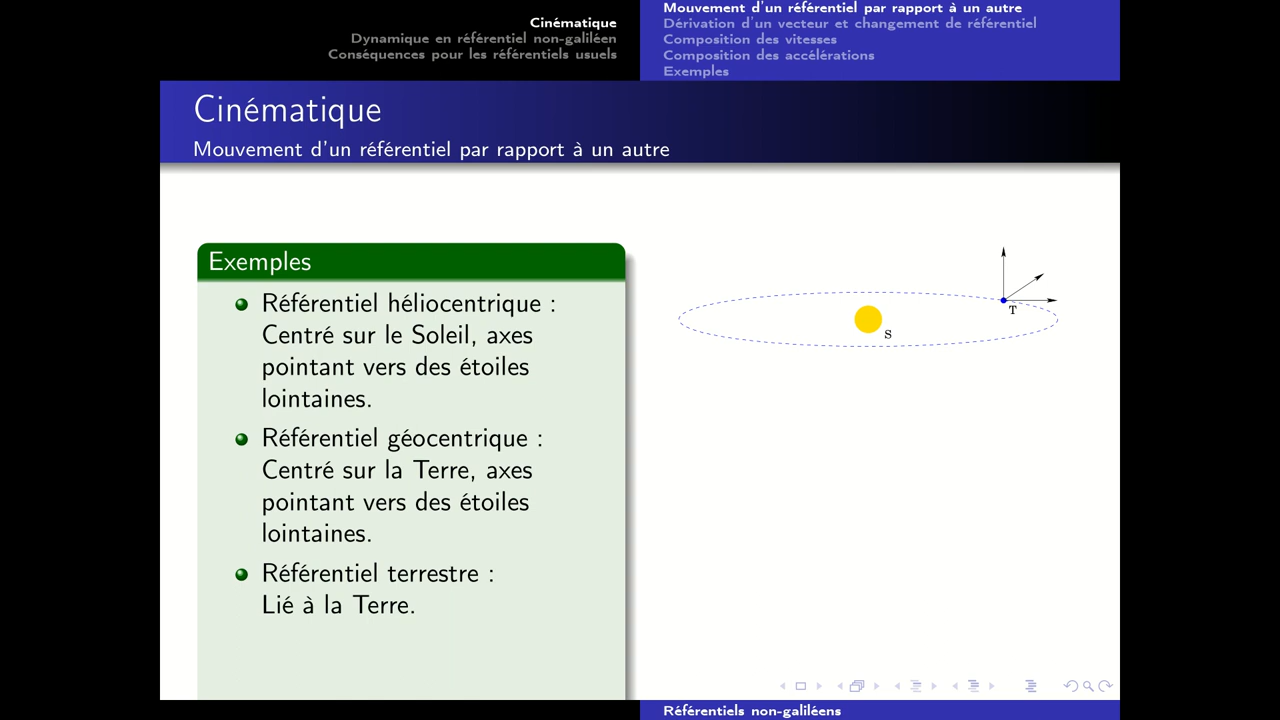 Cinématique
Dynamique en référentiel non-galiléen
Conséquences pour les référentiels usuels
Mouvement d'un référentiel par rapport à un autre
Dérivation d'un vecteur et changement de référentiel
Composition des vitesses
Composition des accélérations
Exemples
Cinématique
Mouvement d'un référentiel par rapport à un autre
Exemples
Référentiel héliocentrique :
Centré sur le Soleil, axes
pointant vers des étoiles
lointaines.
Référentiel géocentrique :
Centré sur la Terre, axes
pointant vers des étoiles
lointaines.
Référentiel terrestre :
Lié à la Terre.
T
S
Référentiels non-galiléens